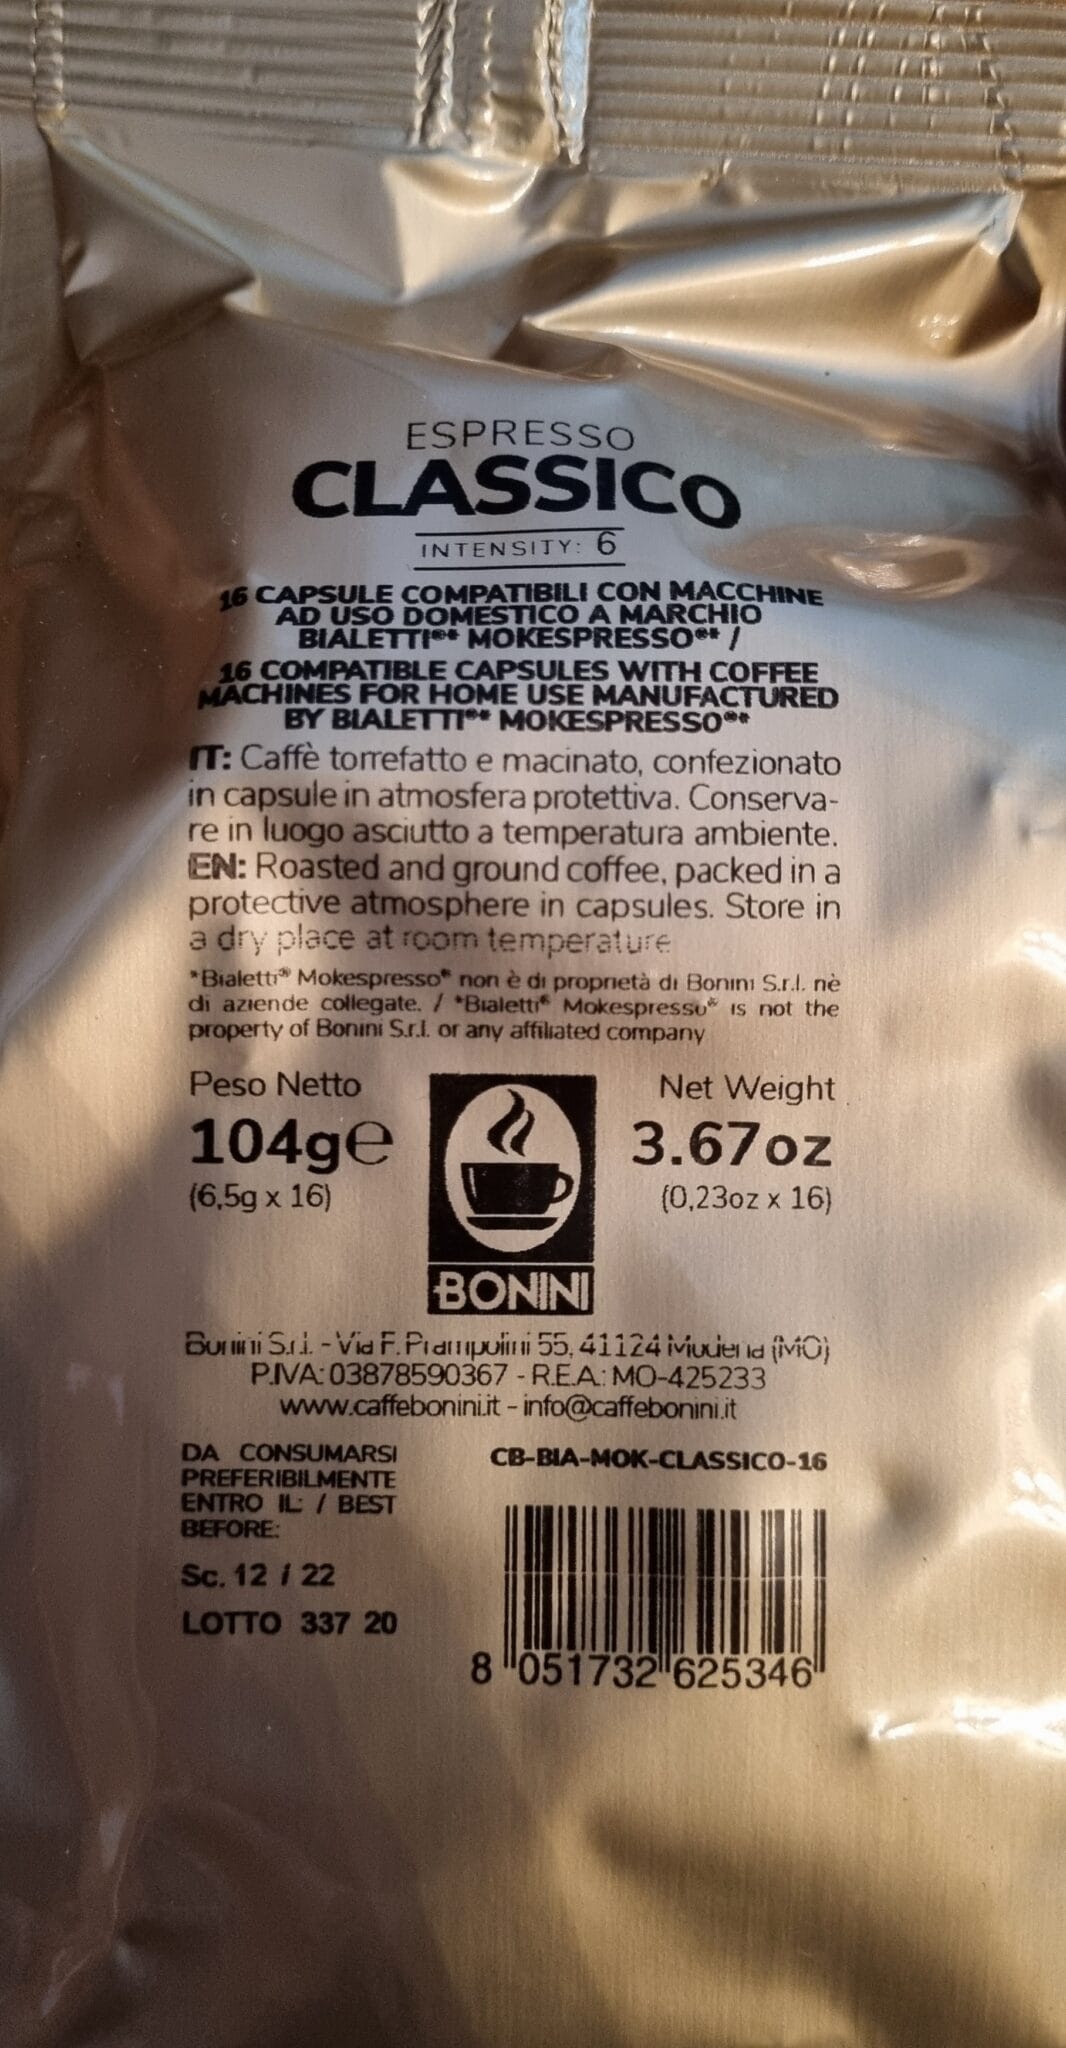 ESPRESSO
CLASSICO
INTENSITY: 6
16 CAPSULE COMPATIBILI CON MACCHINE
AD USO DOMESTICO A MARCHIO
BIALETTI®* MOKESPRESSO®* /
16 COMPATIBLE CAPSULES WITH COFFEE
MACHINES FOR HOME USE MANUFACTURED
BY BIALETTI®* MOKESPRESSO®*
IT: Caffè torrefatto e macinato, confezionato
in capsule in atmosfera protettiva. Conserva-
re in luogo asciutto a temperatura ambiente.
EN: Roasted and ground coffee, packed in a
protective atmosphere in capsules. Store in
a dry place at room temperature
*Bialetti® Mokespresso® non è di proprietà di Bonini S.r.l. nè
di aziende collegate. / *Bialetti® Mokespresso® is not the
property of Bonini S.r.l. or any affiliated company
Peso Netto
104g℮
(6,5g x 16)
Net Weight
3.67oz
(0,23oz x 16)
BONINI
Bonini S.r.l. - Via F. Prampolini 55, 41124 Modena (MO)
P.IVA: 03878590367 - R.E.A.: MO-425233
www.caffebonini.it - info@caffebonini.it
DA CONSUMARSI
PREFERIBILMENTE
ENTRO IL: / BEST
BEFORE:
Sc. 12 / 22
LOTTO 337 20
CB-BIA-MOK-CLASSICO-16
8 051732 625346